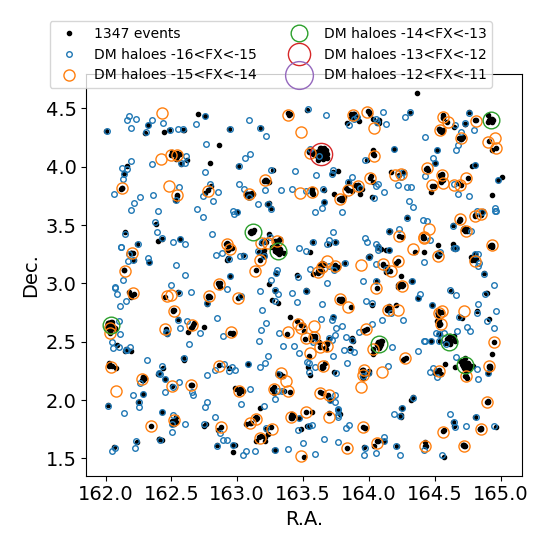 1347 events
DM haloes -16<FX<-15
DM haloes -15<FX<-14
DM haloes -14<FX<-13
DM haloes -13<FX<-12
DM haloes -12<FX<-11
4.5
4.0
3.5
3.0
2.5
2.0
1.5
Dec.
162.0 162.5 163.0 163.5 164.0 164.5 165.0
R.A.